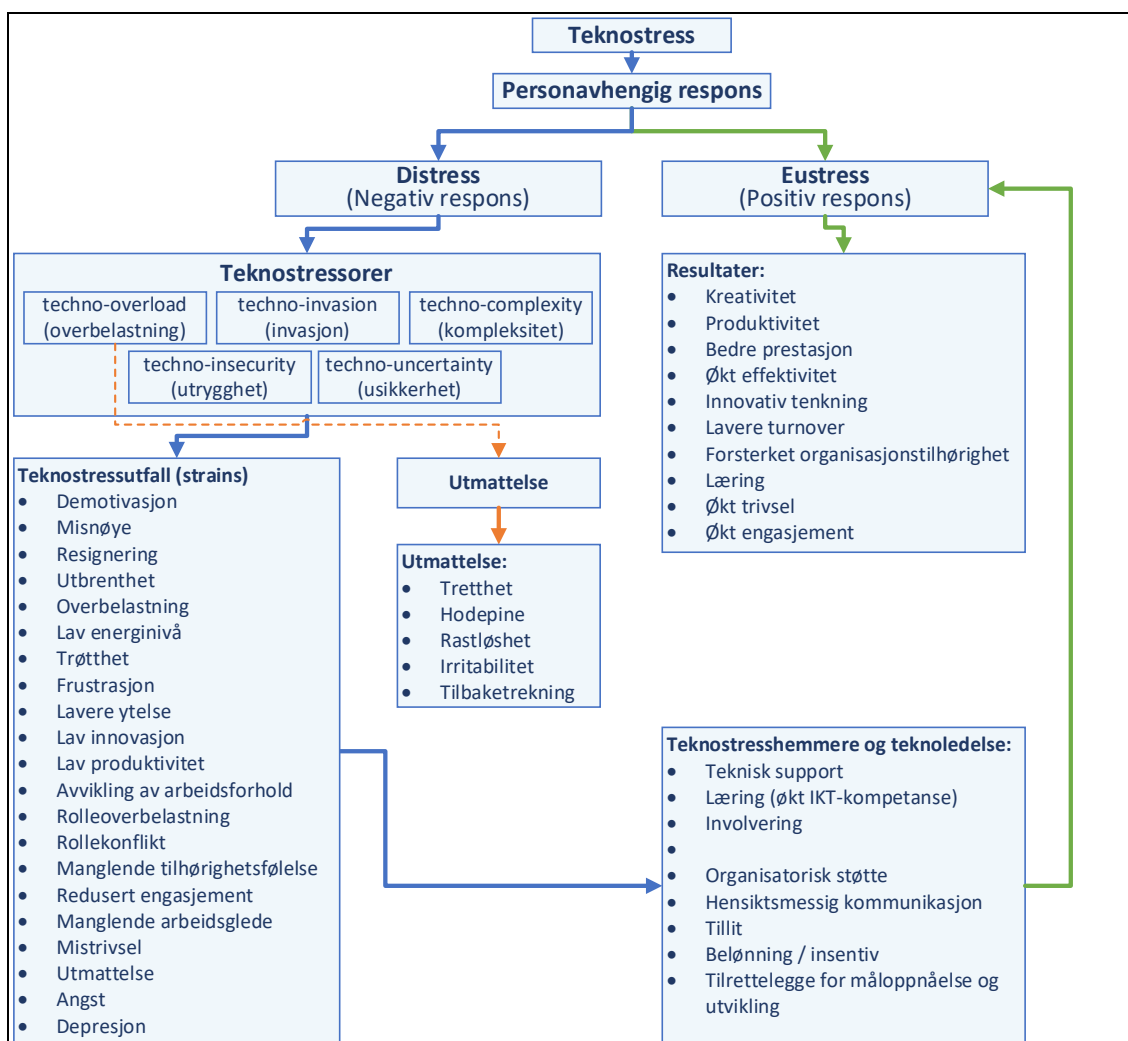 Teknostress
Personavhengig respons
Distress
(Negativ respons)
Eustress
(Positiv respons)
Teknostressorer
techno-overload
(overbelastning)
techno-invasion
(invasjon)
techno-complexity
(kompleksitet)
techno-insecurity
(utrygghet)
techno-uncertainty
(usikkerhet)
Resultater:
• Kreativitet
• Produktivitet
• Bedre prestasjon
• Økt effektivitet
• Innovativ tenkning
• Lavere turnover
• Forsterket organisasjonstilhørighet
• Læring
• Økt trivsel
• Økt engasjement
Teknostressutfall (strains)
• Demotivasjon
• Misnøye
• Resignering
• Utbrenthet
• Overbelastning
• Lav energinivå
• Trøtthet
• Frustrasjon
• Lavere ytelse
• Lav innovasjon
• Lav produktivitet
• Avvikling av arbeidsforhold
• Rolleoverbelastning
• Rollekonflikt
• Manglende tilhørighetsfølelse
• Redusert engasjement
• Manglende arbeidsglede
• Mistrivsel
• Utmattelse
• Angst
• Depresjon
Utmattelse
Utmattelse:
• Tretthet
• Hodepine
• Rastløshet
• Irritabilitet
• Tilbaketrekning
Teknostresshemmere og teknoledelse:
• Teknisk support
• Læring (økt IKT-kompetanse)
• Involvering
•
• Organisatorisk støtte
• Hensiktsmessig kommunikasjon
• Tillit
• Belønning / insentiv
• Tilrettelegge for måloppnåelse og
utvikling